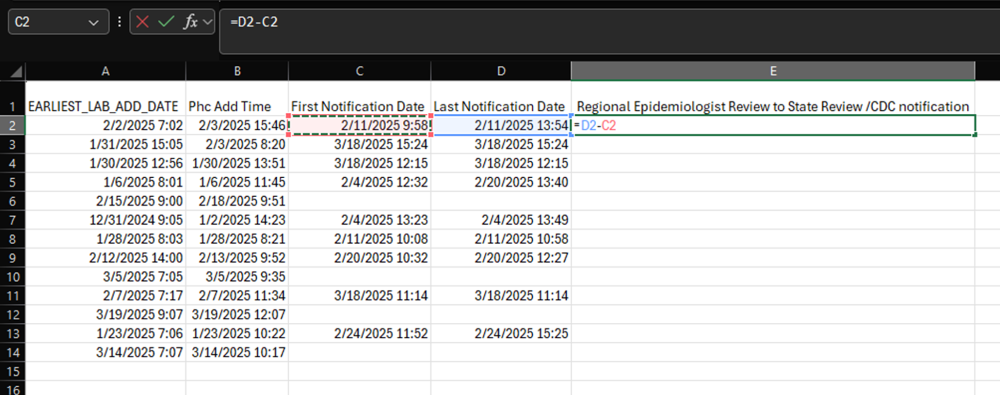 C2 fx =D2-C2
A B C D E
1 EARLIEST_LAB_ADD_DATE Phc Add Time First Notification Date Last Notification Date Regional Epidemiologist Review to State Review /CDC notification
2 2/2/2025 7:02 2/3/2025 15:46 2/11/2025 9:58 2/11/2025 13:54 =D2-C2
3 1/31/2025 15:05 2/3/2025 8:20 3/18/2025 15:24 3/18/2025 15:24
4 1/30/2025 12:56 1/30/2025 13:51 3/18/2025 12:15 3/18/2025 12:15
5 1/6/2025 8:01 1/6/2025 11:45 2/4/2025 12:32 2/20/2025 13:40
6 2/15/2025 9:00 2/18/2025 9:51
7 12/31/2024 9:05 1/2/2025 14:23 2/4/2025 13:23 2/4/2025 13:49
8 1/28/2025 8:03 1/28/2025 8:21 2/11/2025 10:08 2/11/2025 10:58
9 2/12/2025 14:00 2/13/2025 9:52 2/20/2025 10:32 2/20/2025 12:27
10 3/5/2025 7:05 3/5/2025 9:35
11 2/7/2025 7:17 2/7/2025 11:34 3/18/2025 11:14 3/18/2025 11:14
12 3/19/2025 9:07 3/19/2025 12:07
13 1/23/2025 7:06 1/23/2025 10:22 2/24/2025 11:52 2/24/2025 15:25
14 3/14/2025 7:07 3/14/2025 10:17
15
16